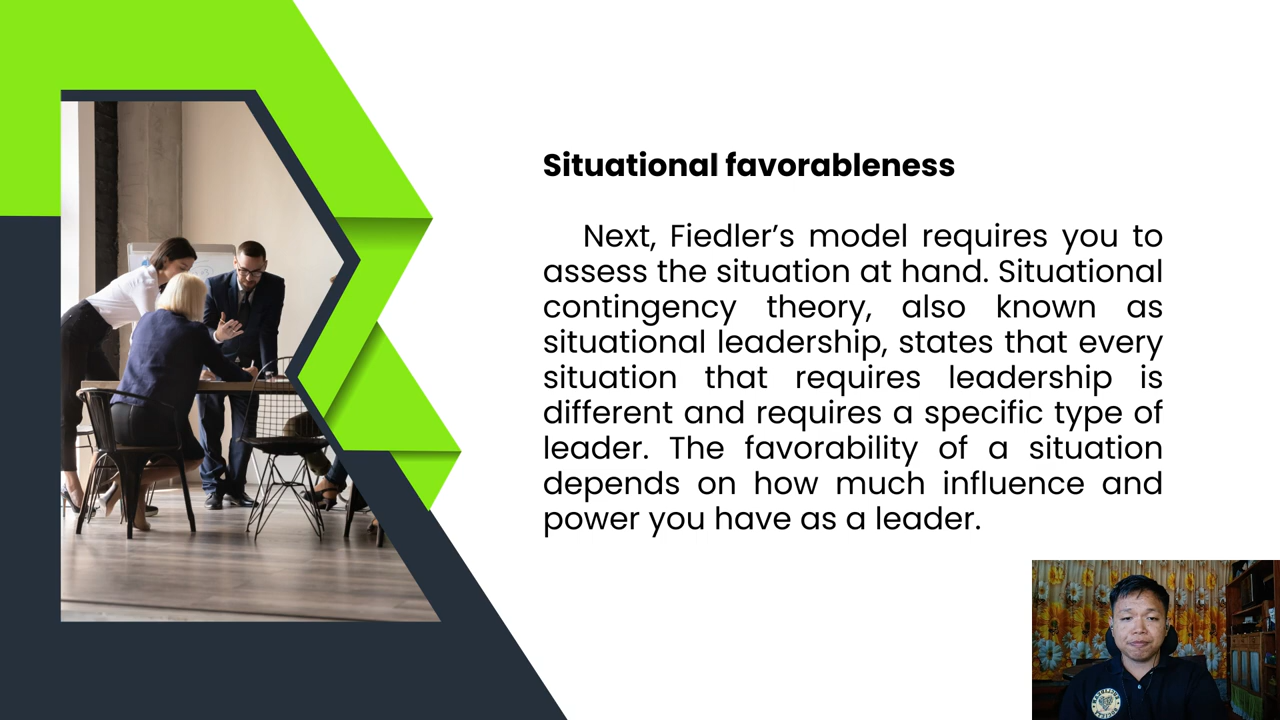 Situational favorableness
Next, Fiedler’s model requires you to
assess the situation at hand. Situational
contingency theory, also known as
situational leadership, states that every
situation that requires leadership is
different and requires a specific type of
leader. The favorability of a situation
depends on how much influence and
power you have as a leader.